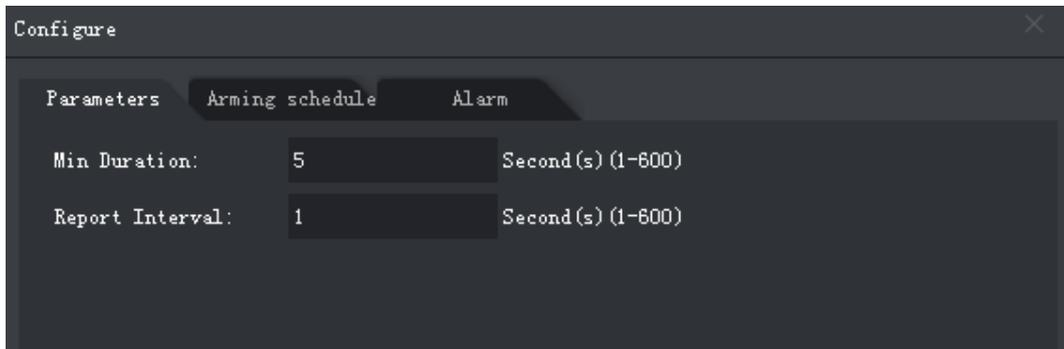 Configure
Parameters Arming schedule Alarm
Min Duration: 5 Second(s)(1-600)
Report Interval: 1 Second(s)(1-600)